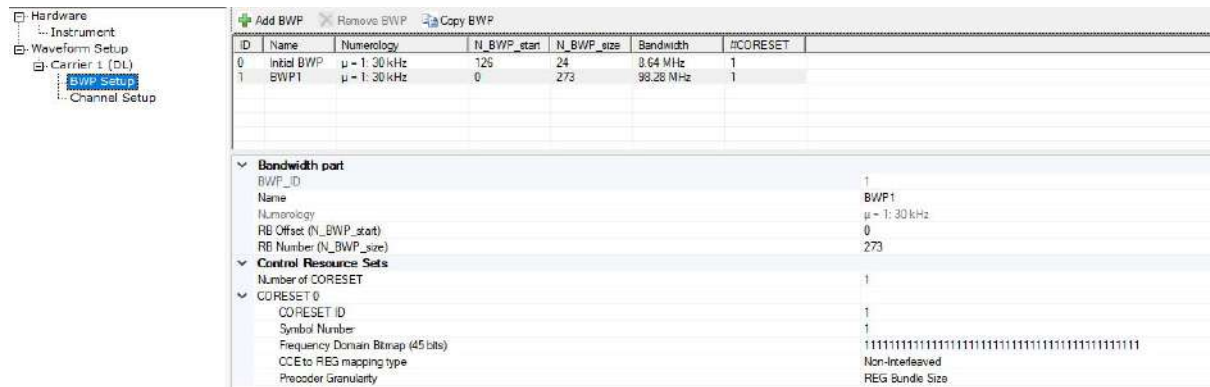 Hardware
Instrument
Waveform Setup
Carrier 1 (DL)
BWP Setup
Channel Setup
Add BWP Remove BWP Copy BWP
ID Name Numerology N_BWP_start N_BWP_size Bandwidth #CORESET
0 Initial BWP μ = 1: 30 kHz 126 24 8.64 MHz 1
1 BWP1 μ = 1: 30 kHz 0 273 98.28 MHz 1
Bandwidth part
BWP_ID 1
Name BWP1
Numerology μ = 1: 30 kHz
RB Offset (N_BWP_start) 0
RB Number (N_BWP_size) 273
Control Resource Sets
Number of CORESET 1
CORESET 0
CORESET ID 1
Symbol Number 1
Frequency Domain Bitmap (45 bits) 111111111111111111111111111111111111111111111
CCE to REG mapping type Non-Interleaved
Precoder Granularity REG Bundle Size